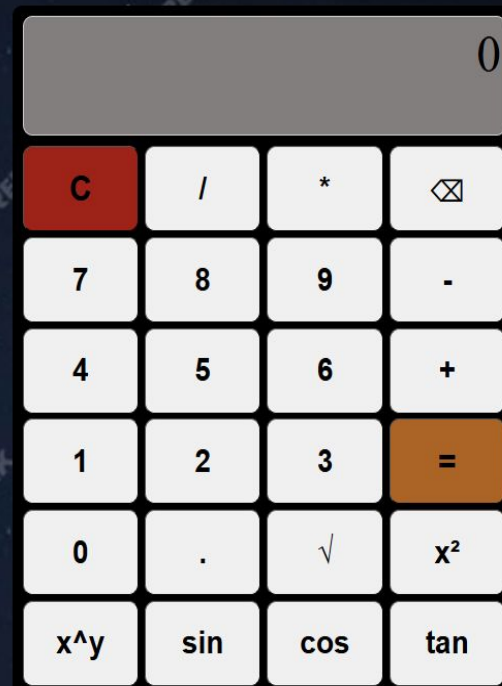 0
C / * ⌫
7 8 9 -
4 5 6 +
1 2 3 =
0 . √ x²
x^y sin cos tan